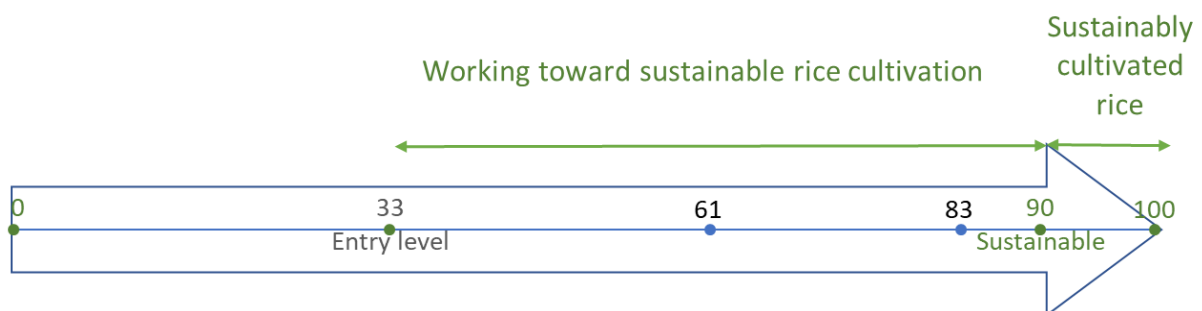 Sustainably
cultivated
rice
Working toward sustainable rice cultivation
0
33
61
83
90
100
Entry level
Sustainable